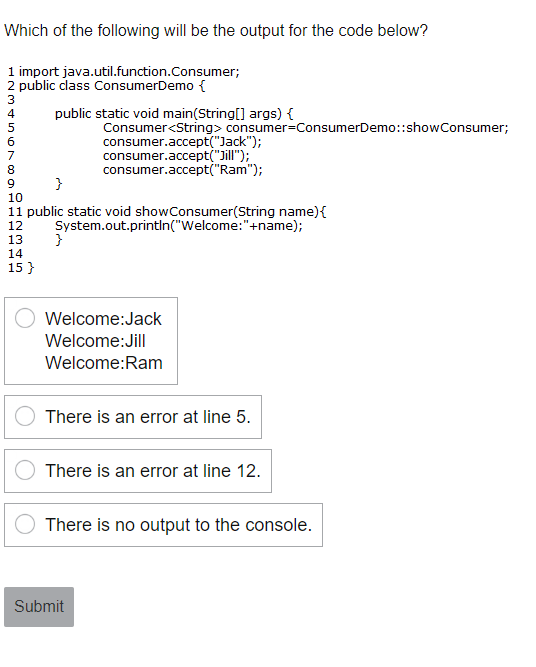 Which of the following will be the output for the code below?
1 import java.util.function.Consumer;
2 public class ConsumerDemo {
3
4 public static void main(String[] args) {
5 Consumer<String> consumer=ConsumerDemo::showConsumer;
6 consumer.accept("Jack");
7 consumer.accept("Jill");
8 consumer.accept("Ram");
9 }
10
11 public static void showConsumer(String name){
12 System.out.println("Welcome:"+name);
13 }
14
15 }
Welcome:Jack
Welcome:Jill
Welcome:Ram
There is an error at line 5.
There is an error at line 12.
There is no output to the console.
Submit